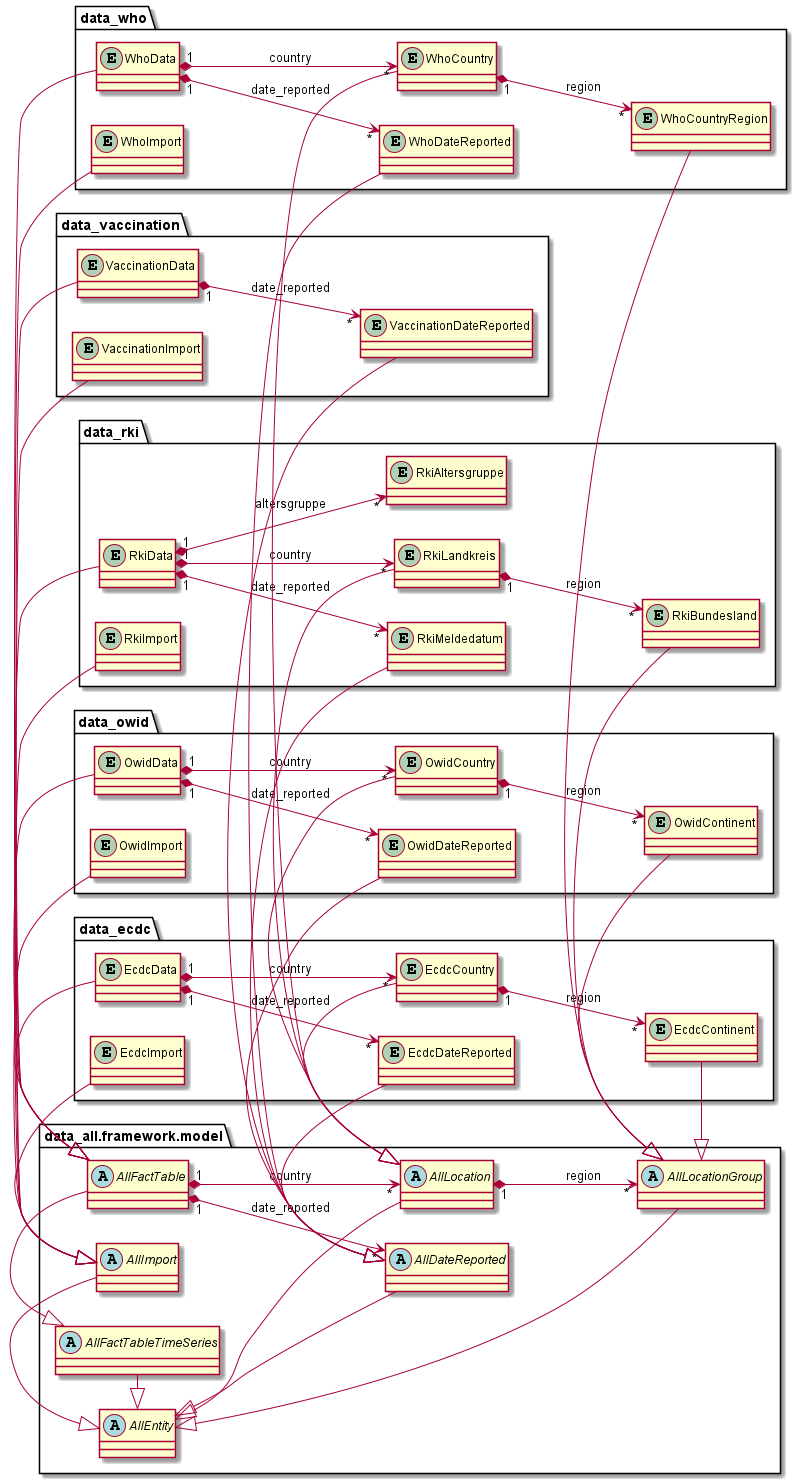 data_who
E WhoData
1
country
*
E WhoCountry
1
region
*
E WhoCountryRegion
1
date_reported
*
E WhoDateReported
E WhoImport
data_vaccination
E VaccinationData
1
date_reported
*
E VaccinationDateReported
E VaccinationImport
data_rki
E RkiAltersgruppe
altersgruppe
*
1
E RkiData
1
country
*
E RkiLandkreis
1
region
*
E RkiBundesland
1
date_reported
*
E RkiMeldedatum
E RkiImport
data_owid
E OwidData
1
country
*
E OwidCountry
1
region
*
E OwidContinent
1
date_reported
*
E OwidDateReported
E OwidImport
data_ecdc
E EcdcData
1
country
*
E EcdcCountry
1
region
*
E EcdcContinent
1
date_reported
*
E EcdcDateReported
E EcdcImport
data_all.framework.model
A AllFactTable
1
country
*
A AllLocation
1
region
*
A AllLocationGroup
1
date_reported
*
A AllDateReported
A AllImport
A AllFactTableTimeSeries
A AllEntity